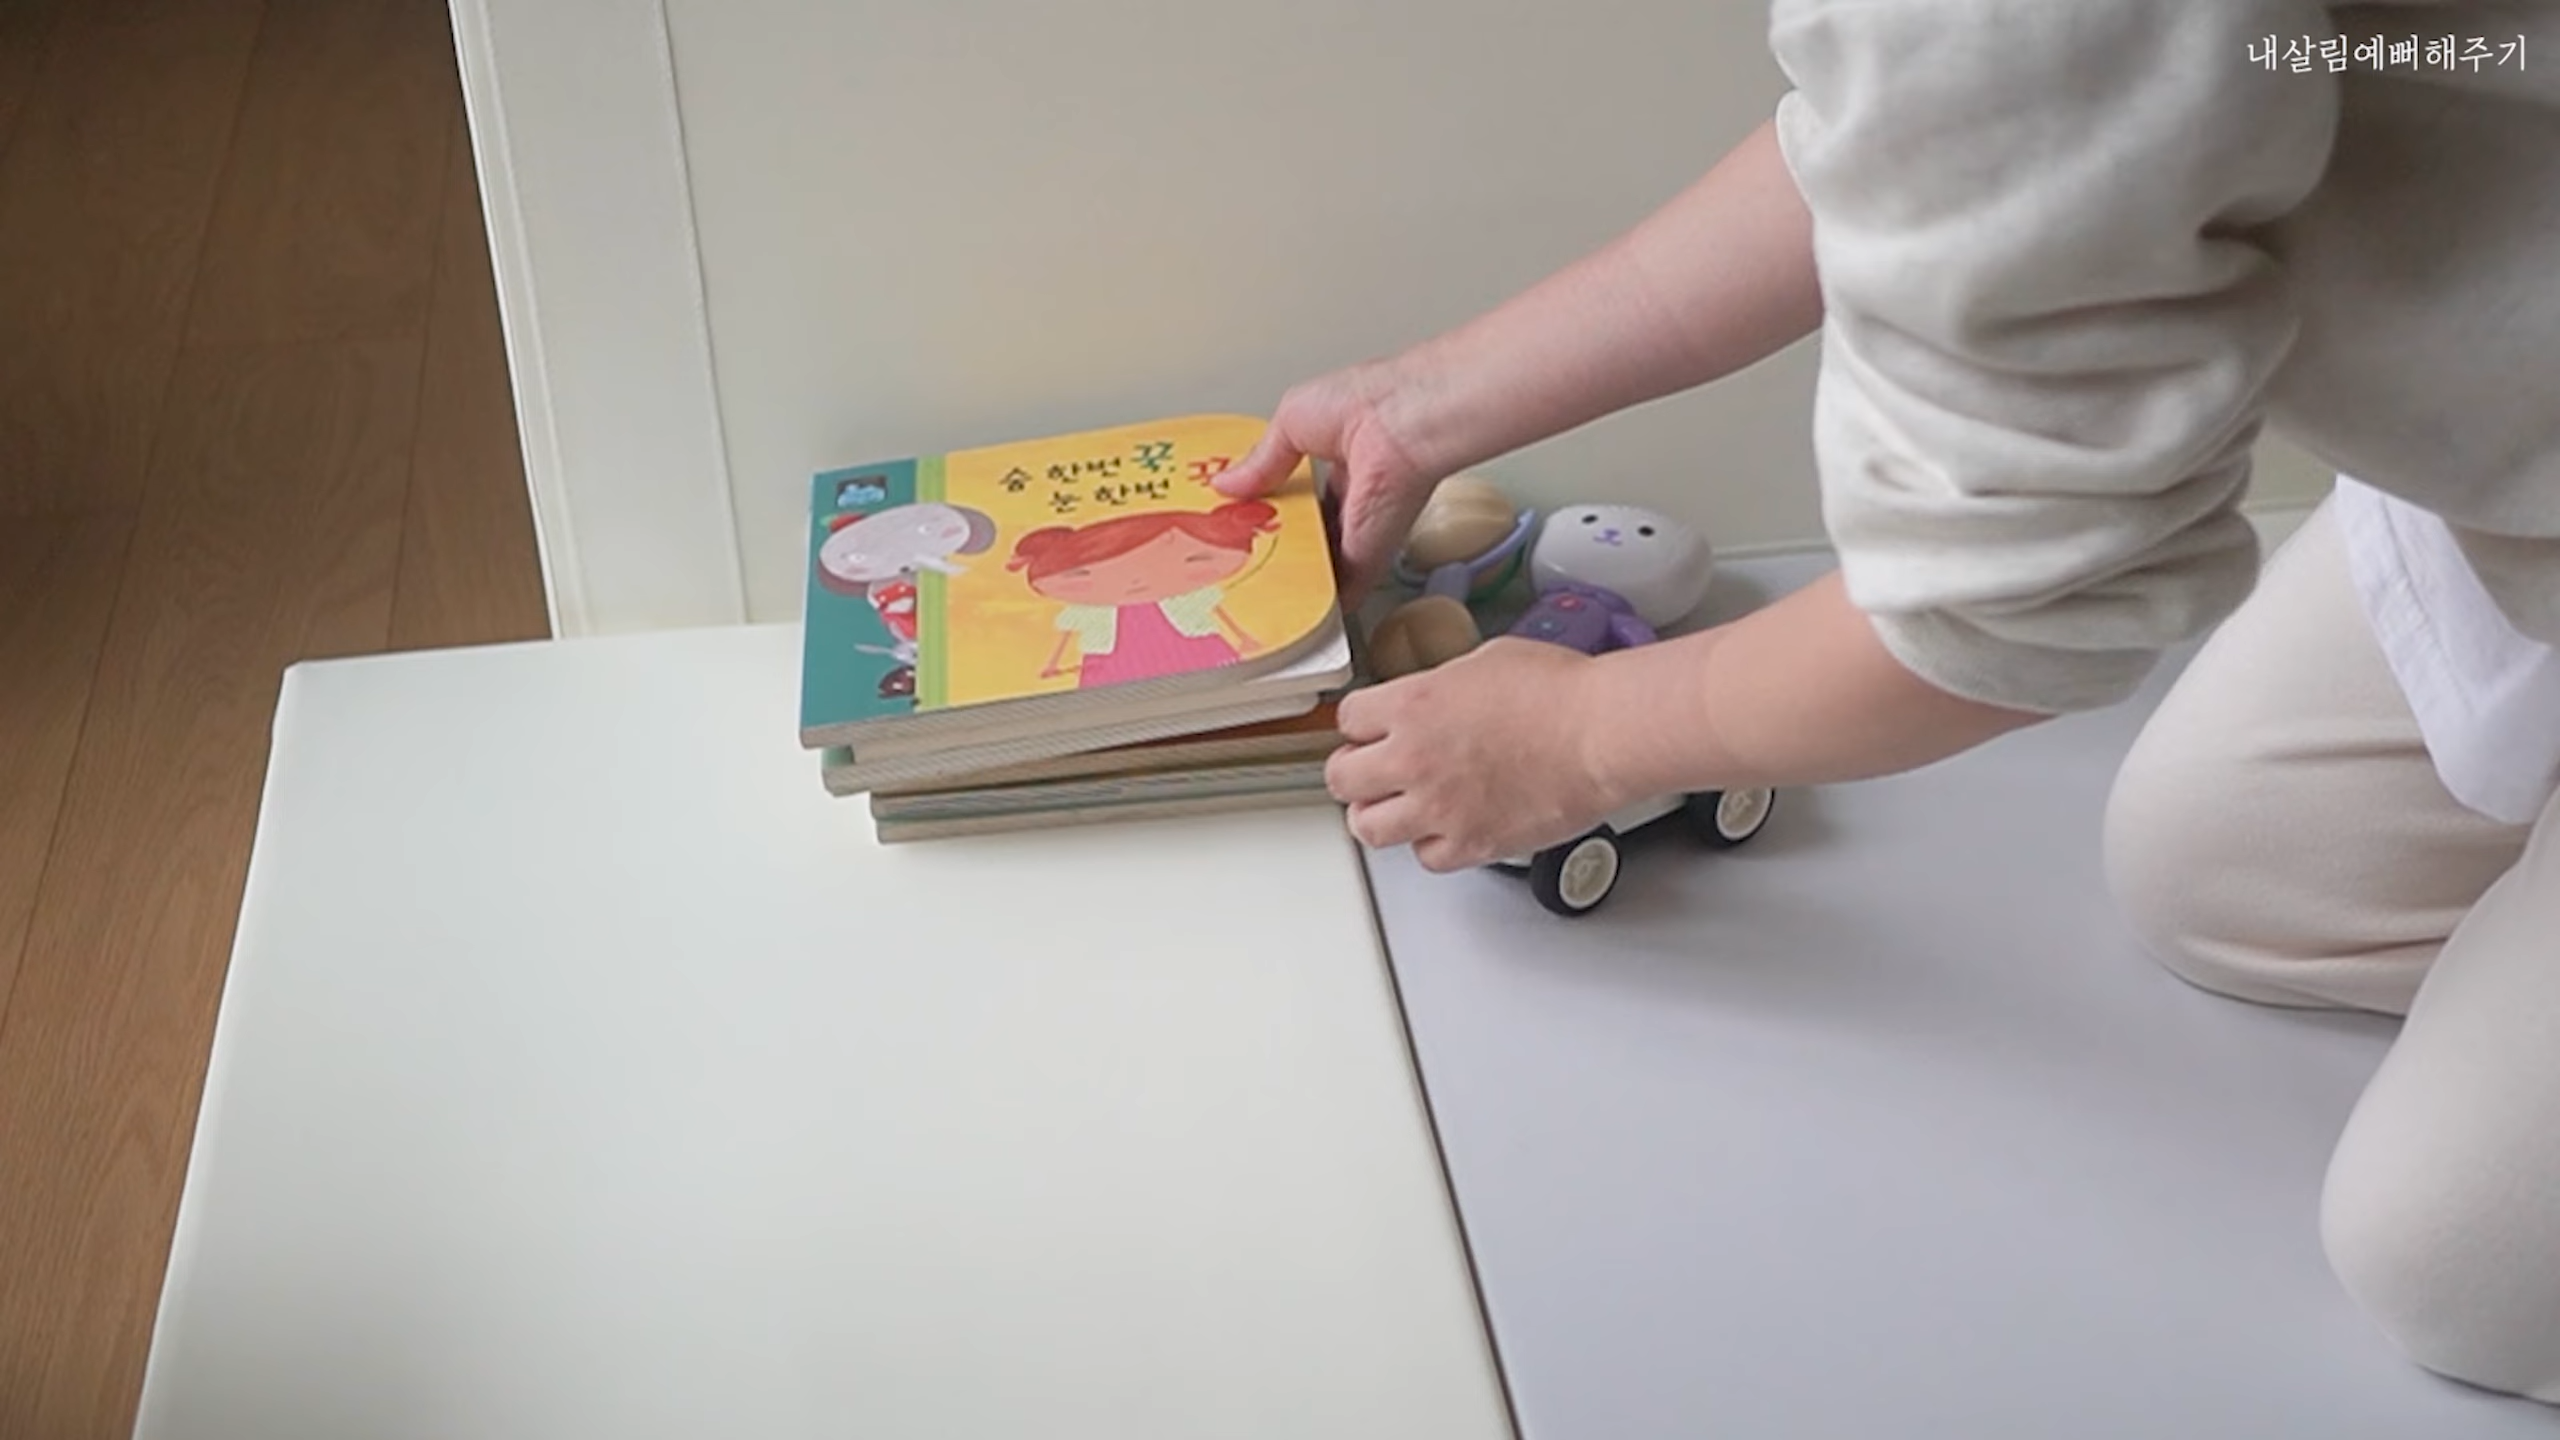 내살림예뻐해주기
숨 한번 꾹,
눈 한번